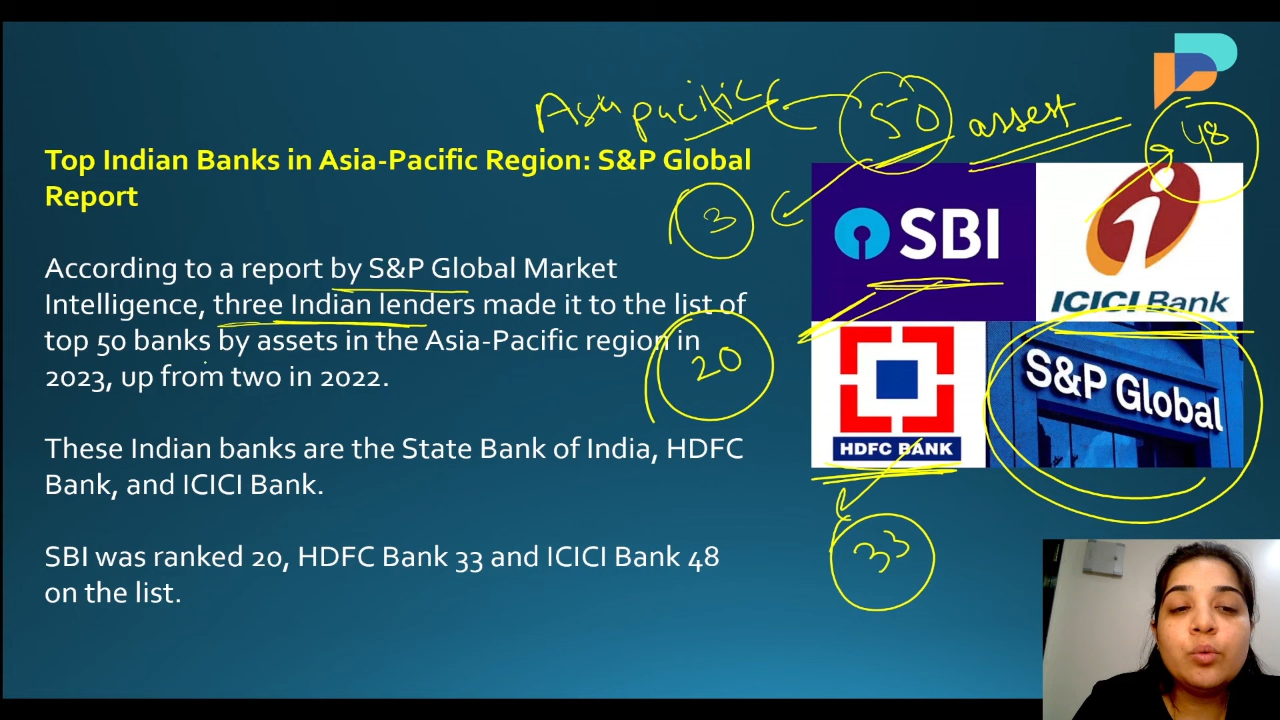 Asia pacific
50
assest
48
Top Indian Banks in Asia-Pacific Region: S&P Global
Report
3
SBI
ICICI Bank
According to a report by S&P Global Market
Intelligence, three Indian lenders made it to the list of
top 50 banks by assets in the Asia-Pacific region in
2023, up from two in 2022.
20
S&P Global
HDFC BANK
These Indian banks are the State Bank of India, HDFC
Bank, and ICICI Bank.
33
SBI was ranked 20, HDFC Bank 33 and ICICI Bank 48
on the list.